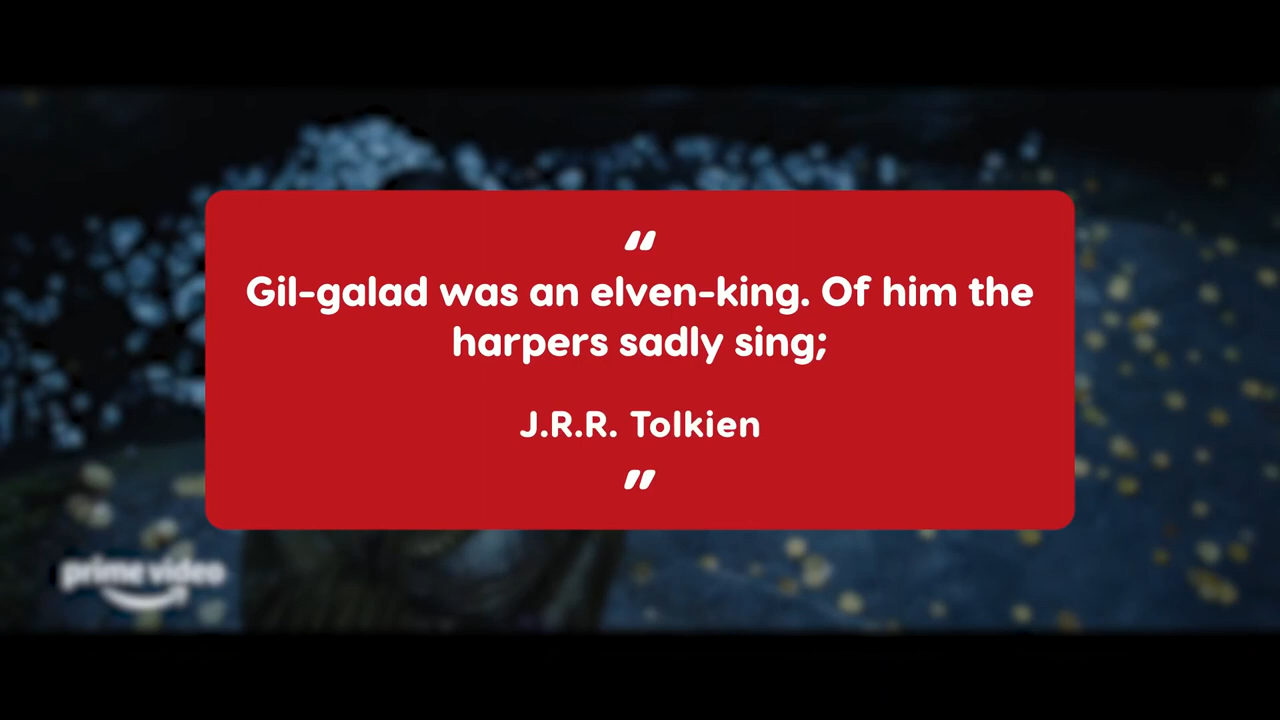 "
Gil-galad was an elven-king. Of him the
harpers sadly sing;
J.R.R. Tolkien
"
prime video